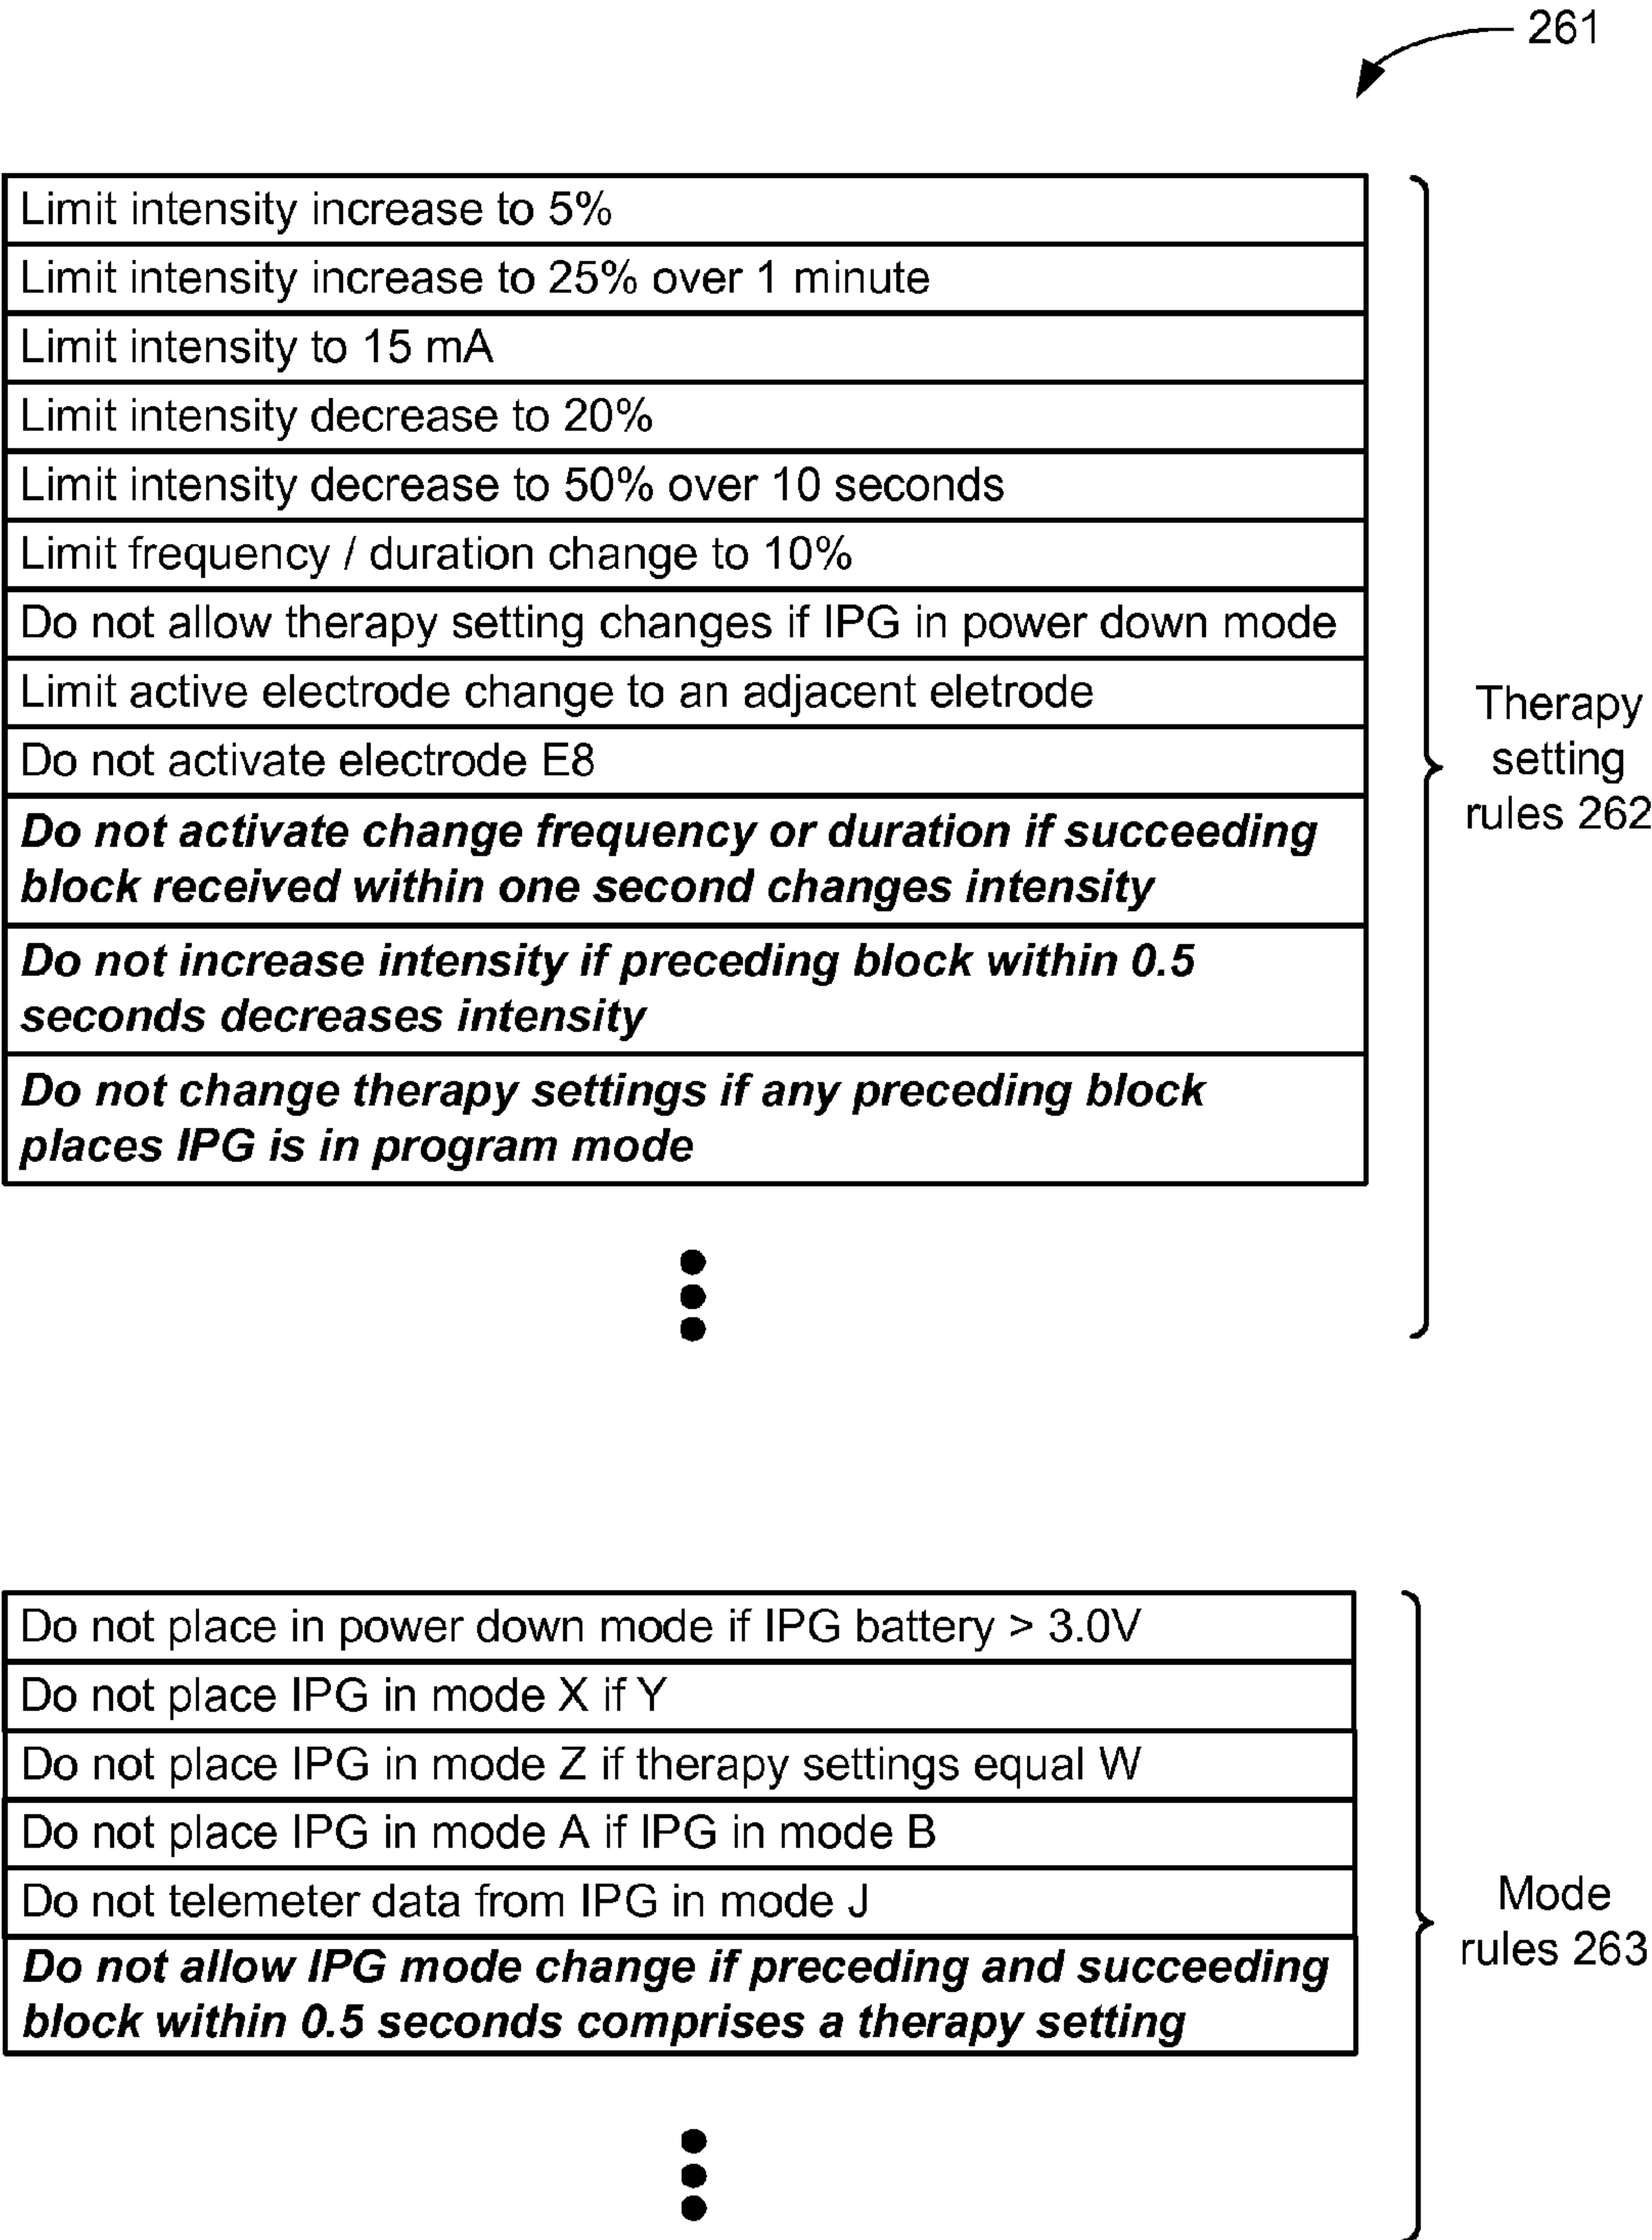 261
Limit intensity increase to 5%
Limit intensity increase to 25% over 1 minute
Limit intensity to 15 mA
Limit intensity decrease to 20%
Limit intensity decrease to 50% over 10 seconds
Limit frequency / duration change to 10%
Do not allow therapy setting changes if IPG in power down mode
Limit active electrode change to an adjacent eletrode
Do not activate electrode E8
Do not activate change frequency or duration if succeeding
block received within one second changes intensity
Do not increase intensity if preceding block within 0.5
seconds decreases intensity
Do not change therapy settings if any preceding block
places IPG is in program mode
Therapy
setting
rules 262
Do not place in power down mode if IPG battery > 3.0V
Do not place IPG in mode X if Y
Do not place IPG in mode Z if therapy settings equal W
Do not place IPG in mode A if IPG in mode B
Do not telemeter data from IPG in mode J
Do not allow IPG mode change if preceding and succeeding
block within 0.5 seconds comprises a therapy setting
Mode
rules 263